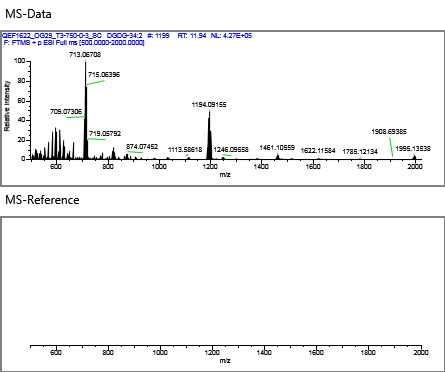 MS-Data
QEF1622_OG29_T3-750-0-3_8C DGDG-34:2 #: 1199 RT: 11.94 NL: 4.27E+05
F: FTMS + p ESI Full ms [500.0000-2000.0000]
713.06708
100
715.06396
80
1194.09155
60
709.07306
40
719.05792
1908.69385
20
874.07452
1113.58618
1246.09558
1461.10559
1622.11584
1785.12134
1995.13538
0
Relative Intensity
600 800 1000 1200 1400 1600 1800 2000
m/z
MS-Reference
600 800 1000 1200 1400 1600 1800 2000
m/z